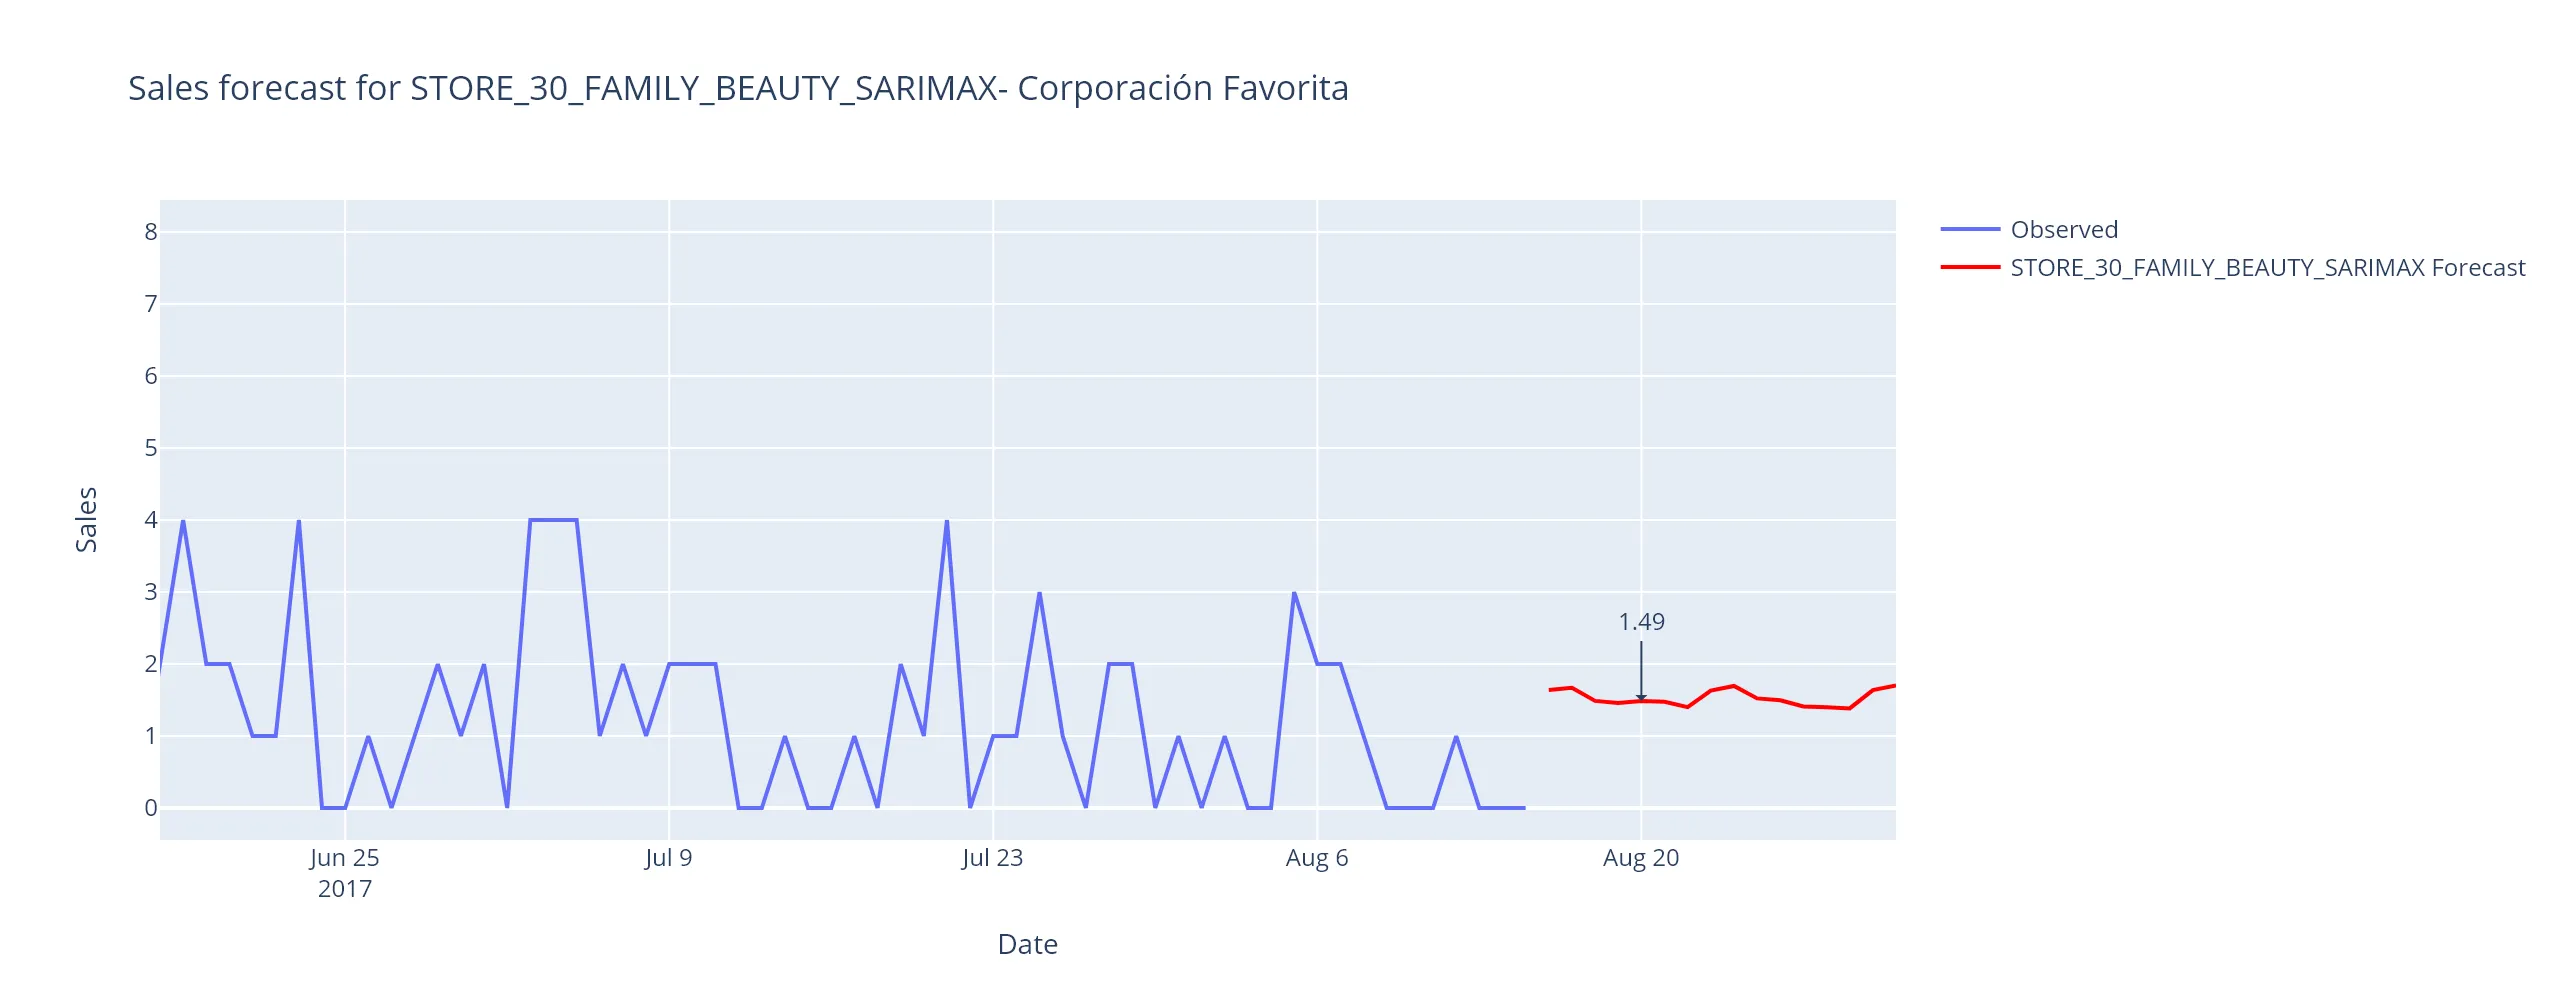 Sales forecast for STORE_30_FAMILY_BEAUTY_SARIMAX- Corporación Favorita
Observed
STORE_30_FAMILY_BEAUTY_SARIMAX Forecast
8
7
6
5
4
3
2
1
0
Sales
1.49
Jun 25
2017
Jul 9
Jul 23
Aug 6
Aug 20
Date